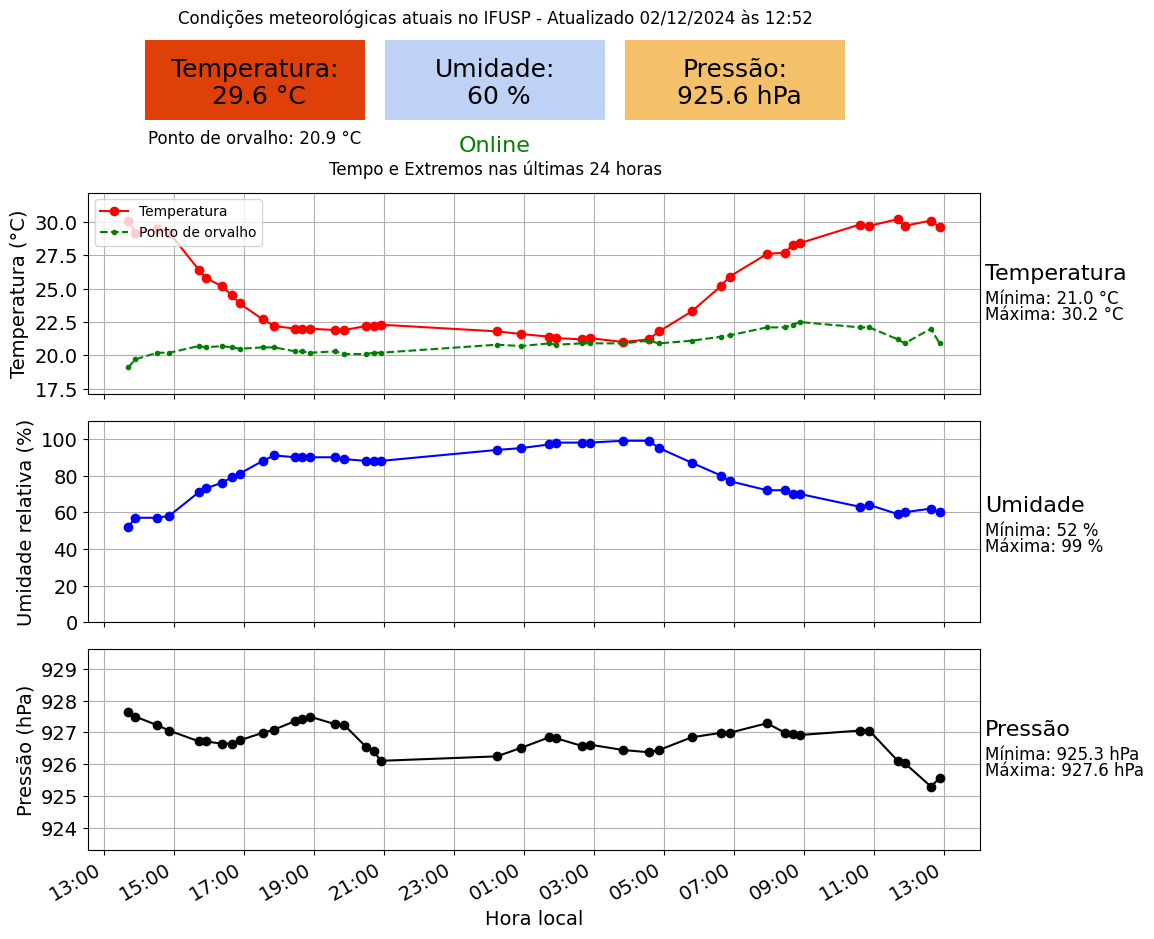 Condições meteorológicas atuais no IFUSP - Atualizado 02/12/2024 às 12:52
Temperatura:
29.6 °C
Umidade:
60 %
Pressão:
925.6 hPa
Ponto de orvalho: 20.9 °C
Online
Tempo e Extremos nas últimas 24 horas
Temperatura (°C)
30.0
27.5
25.0
22.5
20.0
17.5
Temperatura
Ponto de orvalho
Temperatura
Mínima: 21.0 °C
Máxima: 30.2 °C
Umidade relativa (%)
100
80
60
40
20
0
Umidade
Mínima: 52 %
Máxima: 99 %
Pressão (hPa)
929
928
927
926
925
924
Pressão
Mínima: 925.3 hPa
Máxima: 927.6 hPa
13:00 15:00 17:00 19:00 21:00 23:00 01:00 03:00 05:00 07:00 09:00 11:00 13:00
Hora local